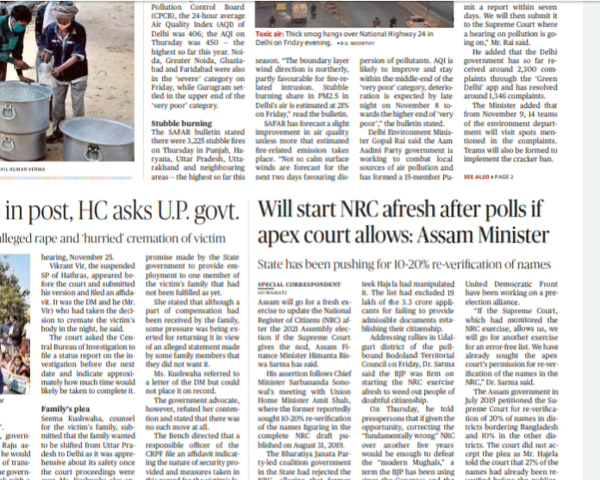 Pollution Control Board
(CPCB), the 24-hour average
Air Quality Index (AQI) of
Delhi was 406; the AQI on
Thursday was 450 — the
highest so far this year. Noi-
da, Greater Noida, Ghazia-
bad and Faridabad were also
in the 'severe' category on
Friday, while Gurugram set-
tled in the upper end of the
'very poor' category.
Stubble burning
The SAFAR bulletin stated
there were 3,225 stubble fires
on Thursday in Punjab, Ha-
ryana, Uttar Pradesh, Utta-
rakhand and neighbouring
areas – the highest so far this
Toxic air: Thick smog hangs over National Highway 24 in
Delhi on Friday evening.
season. "The boundary layer
wind direction is northerly,
partly favourable for fire-re-
lated intrusion. Stubble
burning share in PM2.5 in
Delhi's air is estimated at 21%
on Friday," read the bulletin.
SAFAR has forecast a slight
improvement in air quality
unless more than estimated
fire-related emission takes
place. "Not so calm surface
winds are forecast for the
next two days favouring dis-
persion of pollutants. AQI is
likely to improve and stay
within the middle-end of the
'very poor' category, deterio-
ration is expected by late
night on November 8 to-
wards the higher end of 'very
poor'," the bulletin stated.
Delhi Environment Minis-
ter Gopal Rai said the Aam
Aadmi Party government is
working to combat local
sources of air pollution and
has formed a 15-member Pu-
mit a report within seven
days. We will then submit it
to the Supreme Court where
a hearing on pollution is go-
ing on," Mr. Rai said.
He added that the Delhi
government has so far re-
ceived around 2,300 com-
plaints through the 'Green
Delhi' app and has resolved
around 1,346 complaints.
The Minister added that
from November 9, 14 teams
of the environment depart-
ment will visit spots men-
tioned in the complaints.
Teams will also be formed to
implement the cracker ban.
SEE ALSO PAGE 2
in post, HC asks U.P. govt.
alleged rape and 'hurried' cremation of victim
hearing, November 25.
Vikrant Vir, the suspended
SP of Hathras, appeared be-
fore the court and submitted
his version and filed an affida-
vit. It was the DM and he (Mr.
Vir) who had taken the deci-
sion to cremate the victim's
body in the night, he said.
The court asked the Cen-
tral Bureau of Investigation to
file a status report on the in-
vestigation before the next
date and indicate approxi-
mately how much time would
likely be taken to complete it.
Family's plea
Seema Kushwaha, counsel
for the victim's family, sub-
mitted that the family wanted
to be shifted from Uttar Pra-
desh to Delhi as it was appre-
hensive about its safety once
the court proceedings were
promise made by the State
government to provide em-
ployment to one member of
the victim's family that had
not been fulfilled as yet.
She stated that although a
part of compensation had
been received by the family,
some pressure was being ex-
erted for returning it in view
of an alleged statement made
by some family members that
they did not want it.
Ms. Kushwaha referred to
a letter of the DM but could
not place it on record.
The government advocate,
however, refuted her conten-
tion and stated that there was
no such move at all.
The Bench directed that a
responsible officer of the
CRPF file an affidavit indicat-
ing the nature of security pro-
vided and measures taken in
Will start NRC afresh after polls if
apex court allows: Assam Minister
State has been pushing for 10-20% re-verification of names
SPECIAL CORRESPONDENT
GUWAHATI
Assam will go for a fresh ex-
ercise to update the National
Register of Citizens (NRC) af-
ter the 2021 Assembly elec-
tion if the Supreme Court
gives the nod, Assam Fi-
nance Minister Himanta Bis-
wa Sarma has said.
His assertion follows Chief
Minister Sarbananda Sono-
wal's meeting with Union
Home Minister Amit Shah,
where the former reportedly
sought 10-20% re-verification
of the names figuring in the
complete NRC draft pu-
blished on August 31, 2019.
The Bharatiya Janata Par-
ty-led coalition government
in the State had rejected the
teek Hajela had manipulated
it. The list had excluded 19
lakh of the 3.3 crore appli-
cants for failing to provide
admissible documents esta-
blishing their citizenship.
Addressing rallies in Udal-
guri district of the poll-
bound Bodoland Territorial
Council on Friday, Dr. Sarma
said the BJP was firm on
starting the NRC exercise
afresh to weed out people of
doubtful citizenship.
On Thursday, he told
presspersons that if given the
opportunity, correcting the
"fundamentally wrong" NRC
over another five years
would be enough to defeat
the "modern Mughals," a
term the BJP has been using
United Democratic Front
have been working on a pre-
election alliance.
"If the Supreme Court,
which had monitored the
NRC exercise, allows us, we
will go for another exercise
for an error-free list. We have
already sought the apex
court's permission for re-ver-
ification of the names in the
NRC," Dr. Sarma said.
The Assam government in
July 2019 petitioned the Su-
preme Court for re-verifica-
tion of 20% of names in dis-
tricts bordering Bangladesh
and 10% in the other dis-
tricts. The court did not ac-
cept the plea as Mr. Hajela
told the court that 27% of the
names had already been re-